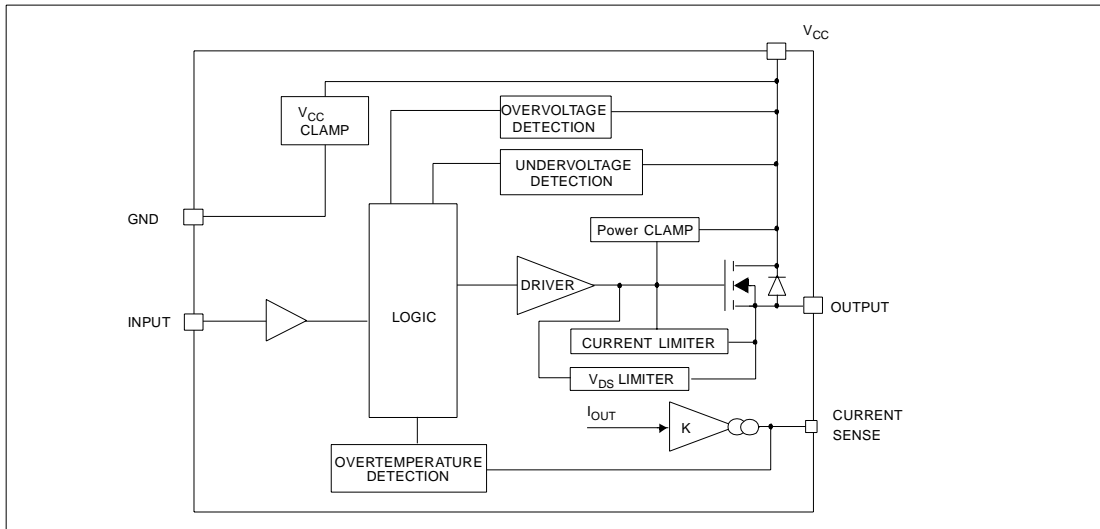 VCC
VCC
CLAMP
OVERVOLTAGE
DETECTION
UNDERVOLTAGE
DETECTION
GND
Power CLAMP
DRIVER
OUTPUT
INPUT
LOGIC
CURRENT LIMITER
VDS LIMITER
IOUT
K
CURRENT
SENSE
OVERTEMPERATURE
DETECTION